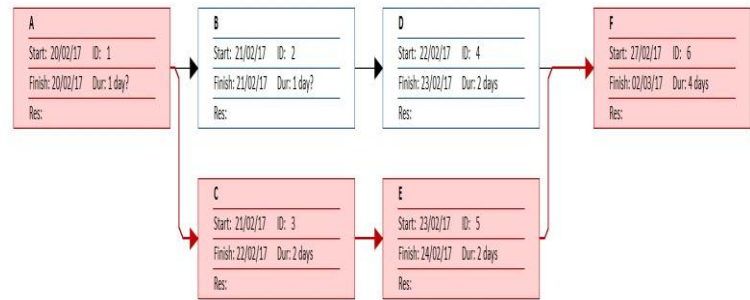 A
Start: 20/02/17 ID: 1
Finish: 20/02/17 Dur: 1 day?
Res:
B
Start: 21/02/17 ID: 2
Finish: 21/02/17 Dur: 1 day?
Res:
D
Start: 22/02/17 ID: 4
Finish: 23/02/17 Dur: 2 days
Res:
F
Start: 27/02/17 ID: 6
Finish: 02/03/17 Dur: 4 days
Res:
C
Start: 21/02/17 ID: 3
Finish: 22/02/17 Dur: 2 days
Res:
E
Start: 23/02/17 ID: 5
Finish: 24/02/17 Dur: 2 days
Res: